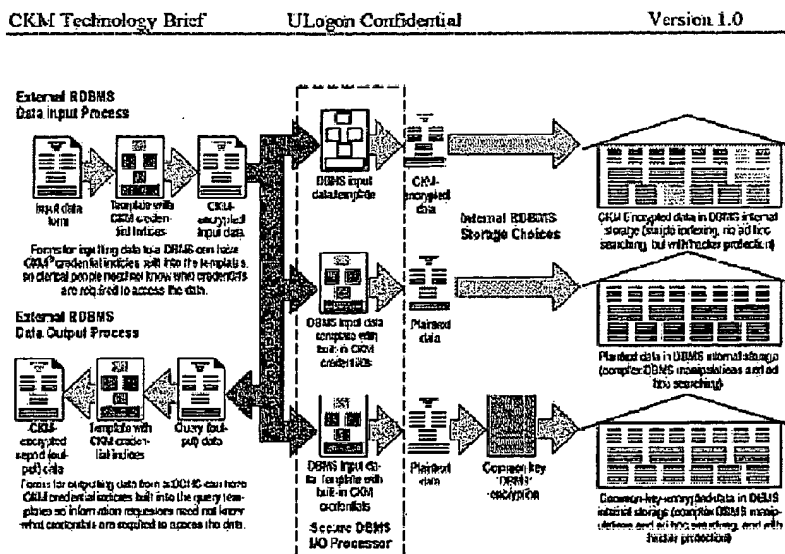 CKM Technology Brief
ULogon Confidential
Version 1.0
External RDBMS
Data Input Process
Input data
form
Template with
CKM creden-
tial indices
CKM-
encrypted
input data
Forms for inputting data to a DBMS can have
CKM® credential indices built into the templates,
so clerical people need not know what credentials
are required to access the data.
External RDBMS
Data Output Process
CKM-
encrypted
report (out-
put) data
Template with
CKM creden-
tial indices
Query (out-
put) data
Forms for outputting data from a DBMS can have
CKM credential indices built into the query tem-
plates so information requestors need not know
what credentials are required to access the data.
DBMS input
data template
CKM-
encrypted
data
DBMS Input data
template with
built-in CKM
credentials
Plaintext
data
DBMS Input da-
ta Template with
built-in CKM
credentials
Plaintext
data
Common key
DBMS
encryption
Secure DBMS
I/O Processor
Internal RDBMS
Storage Choices
CKM Encrypted data in DBMS internal
storage (simple indexing, no ad hoc
searching, but with hacker protection)
Plaintext data in DBMS internal storage
(complex DBMS manipulations and ad
hoc searching)
Common-key-encrypted data in DBMS
internal storage (complex DBMS manip-
ulations and ad hoc searching, and with
hacker protection)